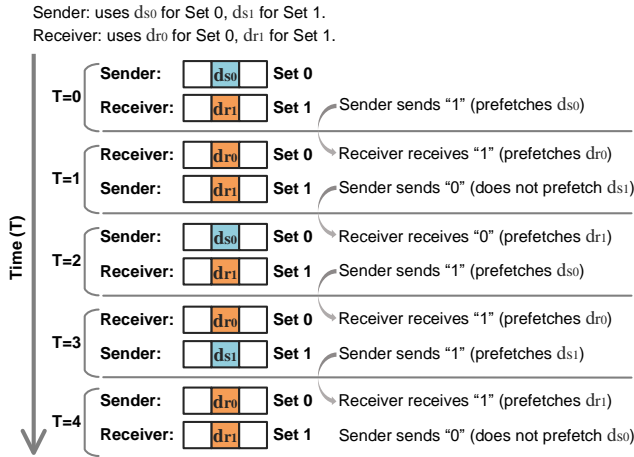 Sender: uses ds0 for Set 0, ds1 for Set 1.
Receiver: uses dr0 for Set 0, dr1 for Set 1.
Time (T)
T=0
Sender: ds0 Set 0
Receiver: dr1 Set 1 Sender sends “1” (prefetches ds0)
T=1
Receiver: dr0 Set 0 Receiver receives “1” (prefetches dr0)
Sender: dr1 Set 1 Sender sends “0” (does not prefetch ds1)
T=2
Sender: ds0 Set 0 Receiver receives “0” (prefetches dr1)
Receiver: dr1 Set 1 Sender sends “1” (prefetches ds0)
T=3
Receiver: dr0 Set 0 Receiver receives “1” (prefetches dr0)
Sender: ds1 Set 1 Sender sends “1” (prefetches ds1)
T=4
Sender: dr0 Set 0 Receiver receives “1” (prefetches dr1)
Receiver: dr1 Set 1 Sender sends “0” (does not prefetch ds0)